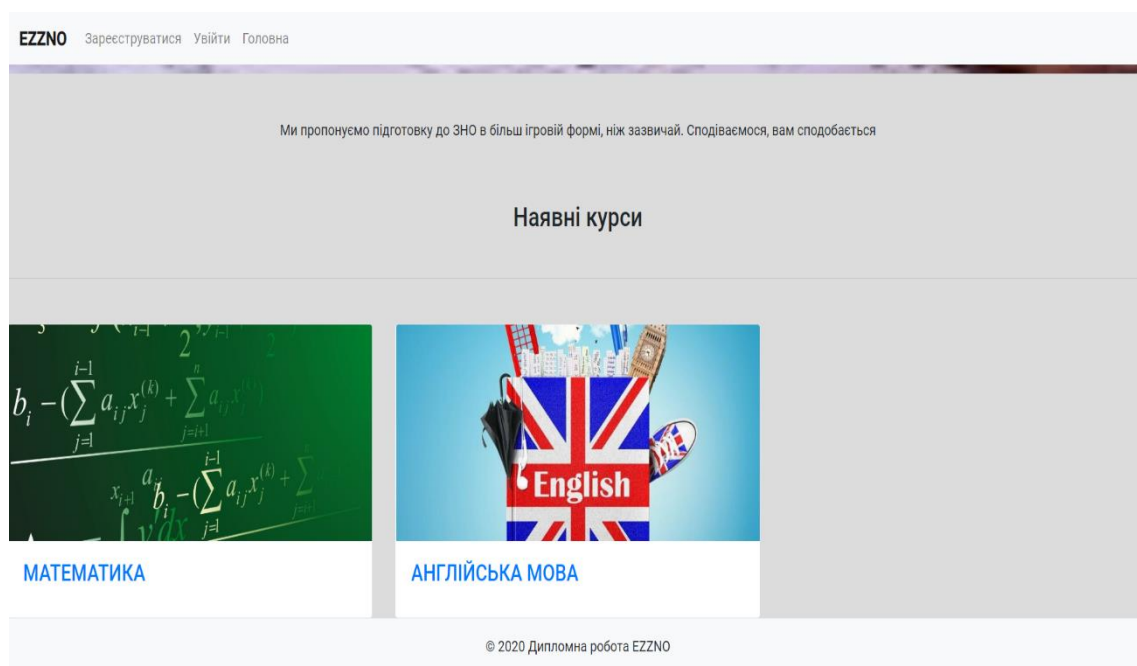 EZZNO Зареєструватися Увійти Головна
Ми пропонуємо підготовку до ЗНО в більш ігровій формі, ніж зазвичай. Сподіваємося, вам сподобається
Наявні курси
English
МАТЕМАТИКА
АНГЛІЙСЬКА МОВА
© 2020 Дипломна робота EZZNO